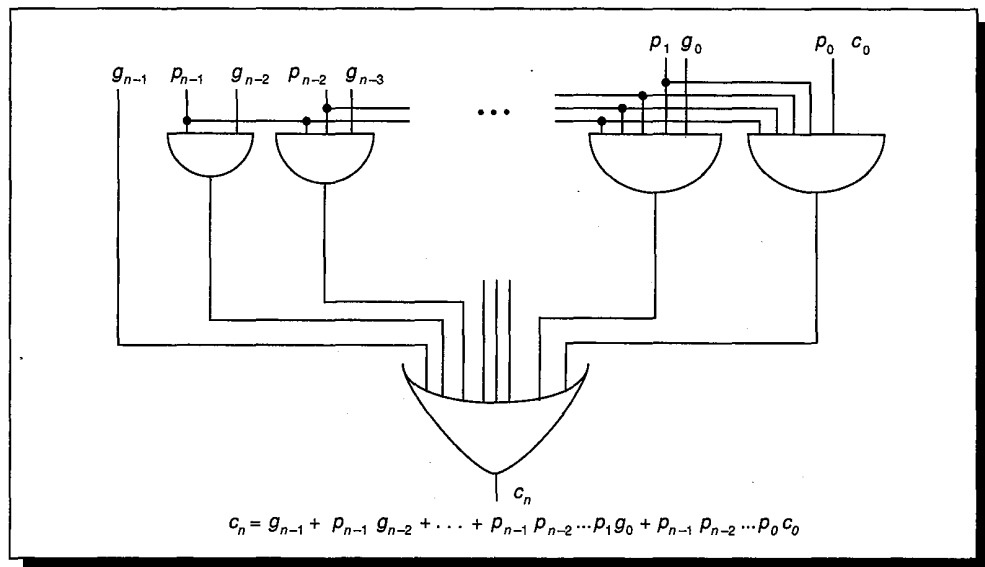 g_{n-1} p_{n-1} g_{n-2} p_{n-2} g_{n-3} ... p_1 g_0 p_0 c_0
c_n
c_n = g_{n-1} + p_{n-1} g_{n-2} + . . . + p_{n-1} p_{n-2} ... p_1 g_0 + p_{n-1} p_{n-2} ... p_0 c_0